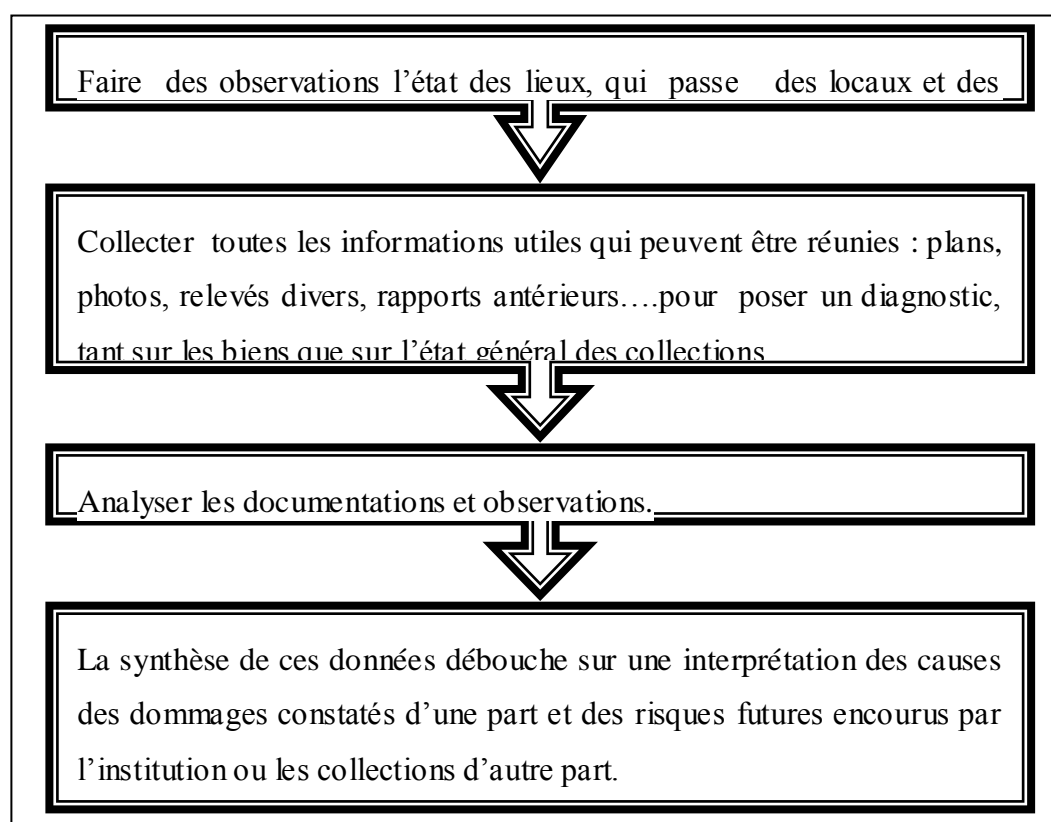 Faire des observations l’état des lieux, qui passe des locaux et des
Collecter toutes les informations utiles qui peuvent être réunies : plans,
photos, relevés divers, rapports antérieurs….pour poser un diagnostic,
tant sur les biens que sur l’état général des collections
Analyser les documentations et observations.
La synthèse de ces données débouche sur une interprétation des causes
des dommages constatés d’une part et des risques futures encourus par
l’institution ou les collections d’autre part.